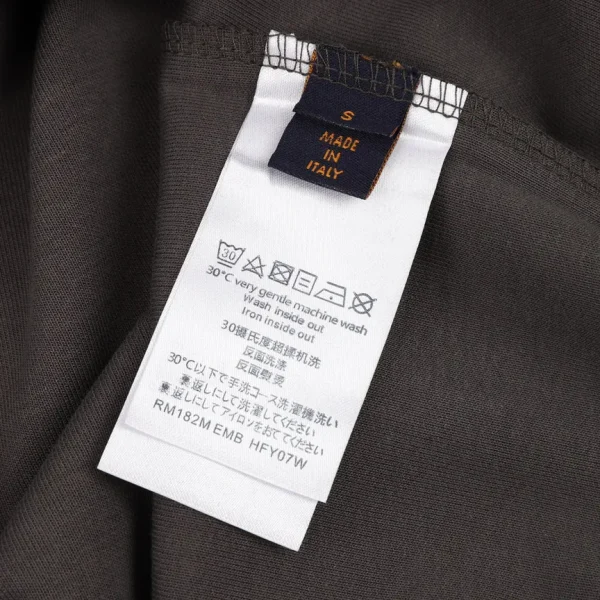 S
MADE
IN
ITALY
30
30°C very gentle machine wash
Wash inside out
Iron inside out
30摄氏度超揉机洗
反面洗涤
反面熨烫
30°C以下で手洗コース洗濯機洗い
裏返しにして洗濯してください
裏返しにしてアイロンをおててください
RM182M EMB HFY07W